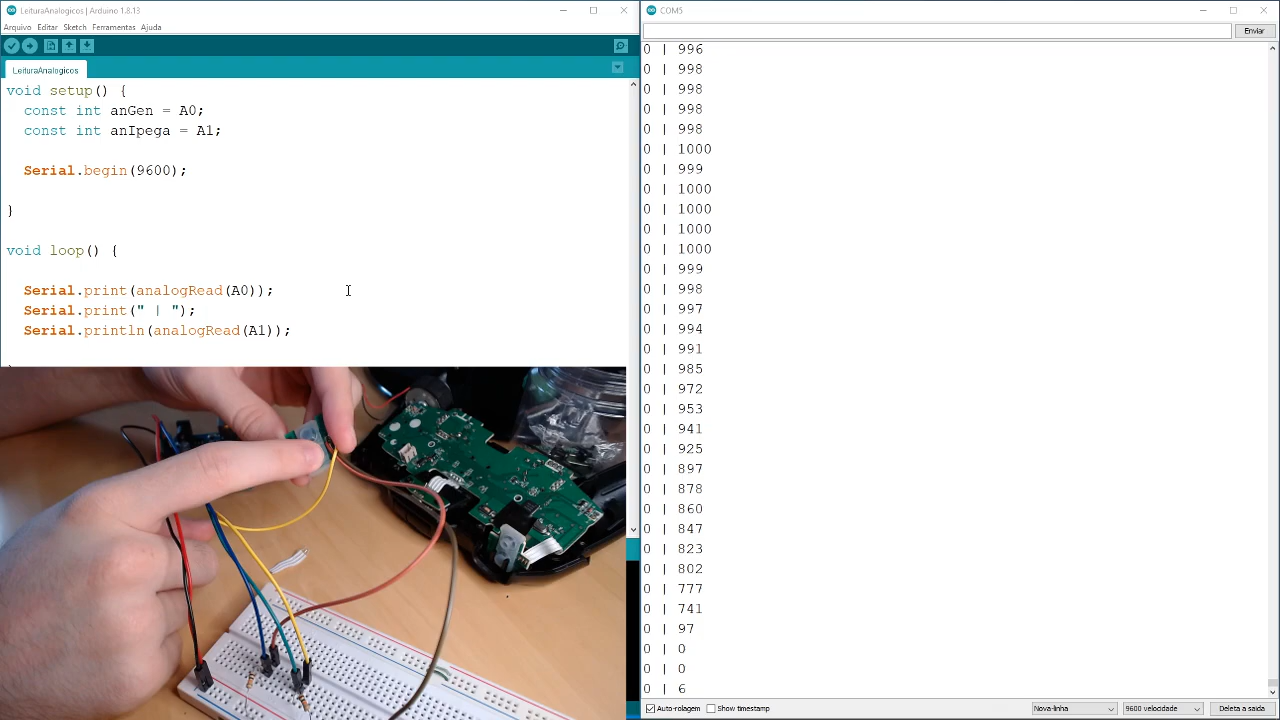 LeituraAnalogicos | Arduino 1.8.13
Arquivo Editar Sketch Ferramentas Ajuda
LeituraAnalogicos
void setup() {
const int anGen = A0;
const int anIpega = A1;
Serial.begin(9600);
}
void loop() {
Serial.print(analogRead(A0));
Serial.print(" | ");
Serial.println(analogRead(A1));
COM5
Enviar
0 | 996
0 | 998
0 | 998
0 | 998
0 | 998
0 | 1000
0 | 999
0 | 1000
0 | 1000
0 | 1000
0 | 1000
0 | 999
0 | 998
0 | 997
0 | 994
0 | 991
0 | 985
0 | 972
0 | 953
0 | 941
0 | 925
0 | 897
0 | 878
0 | 860
0 | 847
0 | 823
0 | 802
0 | 777
0 | 741
0 | 97
0 | 0
0 | 0
0 | 6
Auto-rolagem Show timestamp Nova-linha 9600 velocidade Deleta a saida